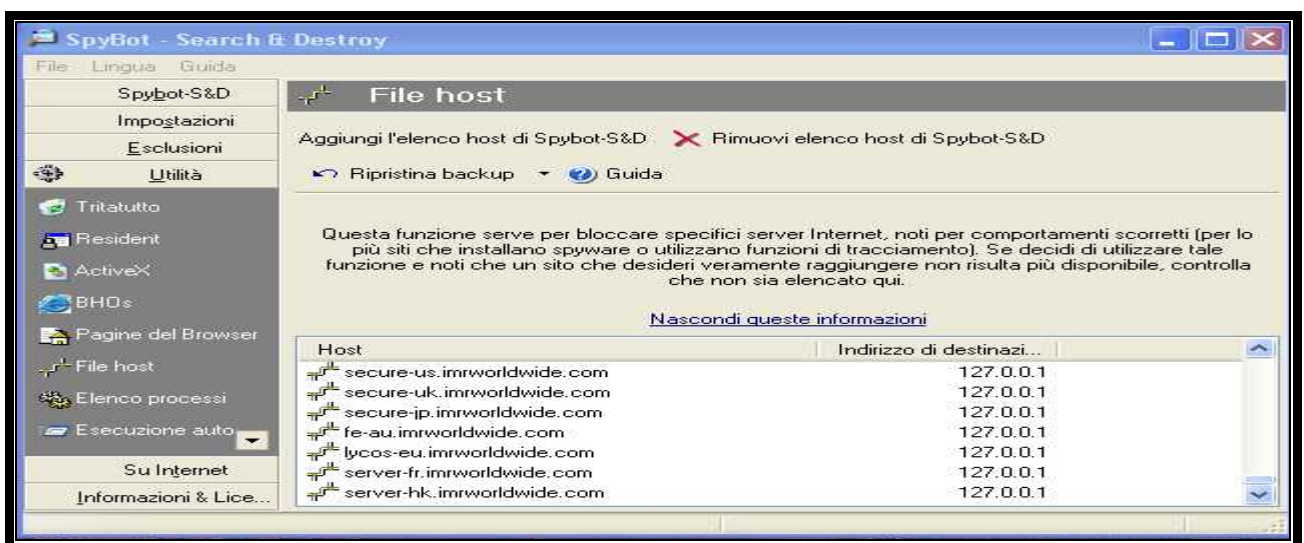 SpyBot - Search & Destroy
File Lingua Guida
Spybot-S&D
Impostazioni
Esclusioni
Utilità
Tritatutto
Resident
ActiveX
BHOs
Pagine del Browser
File host
Elenco processi
Esecuzione auto
Su Internet
Informazioni & Lice...
File host
Aggiungi l'elenco host di Spybot-S&D Rimuovi elenco host di Spybot-S&D
Ripristina backup Guida
Questa funzione serve per bloccare specifici server Internet, noti per comportamenti scorretti (per lo
più siti che installano spyware o utilizzano funzioni di tracciamento). Se decidi di utilizzare tale
funzione e noti che un sito che desideri veramente raggiungere non risulta più disponibile, controlla
che non sia elencato qui.
Nascondi queste informazioni
Host Indirizzo di destinazi...
secure-us.imrworldwide.com 127.0.0.1
secure-uk.imrworldwide.com 127.0.0.1
secure-jp.imrworldwide.com 127.0.0.1
fe-au.imrworldwide.com 127.0.0.1
lycos-eu.imrworldwide.com 127.0.0.1
server-fr.imrworldwide.com 127.0.0.1
server-hk.imrworldwide.com 127.0.0.1